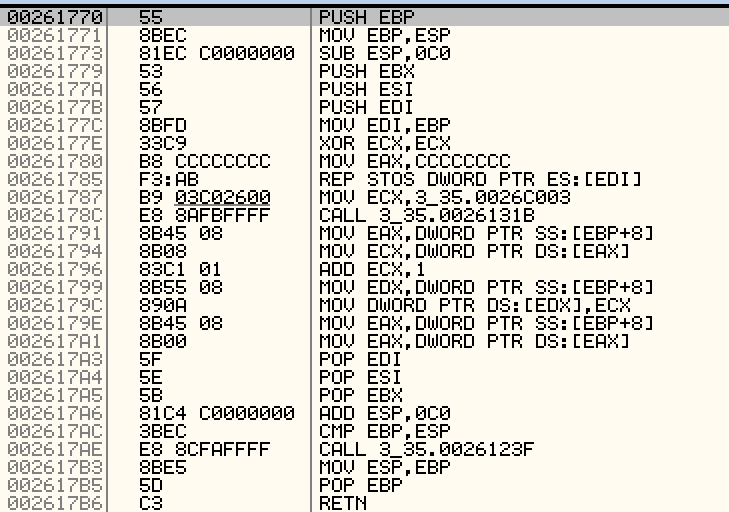 00261770 55 PUSH EBP
00261771 8BEC MOV EBP,ESP
00261773 81EC C0000000 SUB ESP,0C0
00261779 53 PUSH EBX
0026177A 56 PUSH ESI
0026177B 57 PUSH EDI
0026177C 8BFD MOV EDI,EBP
0026177E 33C9 XOR ECX,ECX
00261780 B8 CCCCCCCC MOV EAX,CCCCCCCC
00261785 F3:AB REP STOS DWORD PTR ES:[EDI]
00261787 B9 03C02600 MOV ECX,3_35.0026C003
0026178C E8 8AFBFFFF CALL 3_35.0026131B
00261791 8B45 08 MOV EAX,DWORD PTR SS:[EBP+8]
00261794 8B08 MOV ECX,DWORD PTR DS:[EAX]
00261796 83C1 01 ADD ECX,1
00261799 8B55 08 MOV EDX,DWORD PTR SS:[EBP+8]
0026179C 890A MOV DWORD PTR DS:[EDX],ECX
0026179E 8B45 08 MOV EAX,DWORD PTR SS:[EBP+8]
002617A1 8B00 MOV EAX,DWORD PTR DS:[EAX]
002617A3 5F POP EDI
002617A4 5E POP ESI
002617A5 5B POP EBX
002617A6 81C4 C0000000 ADD ESP,0C0
002617AC 3BEC CMP EBP,ESP
002617AE E8 8CFAFFFF CALL 3_35.0026123F
002617B3 8BE5 MOV ESP,EBP
002617B5 5D POP EBP
002617B6 C3 RETN